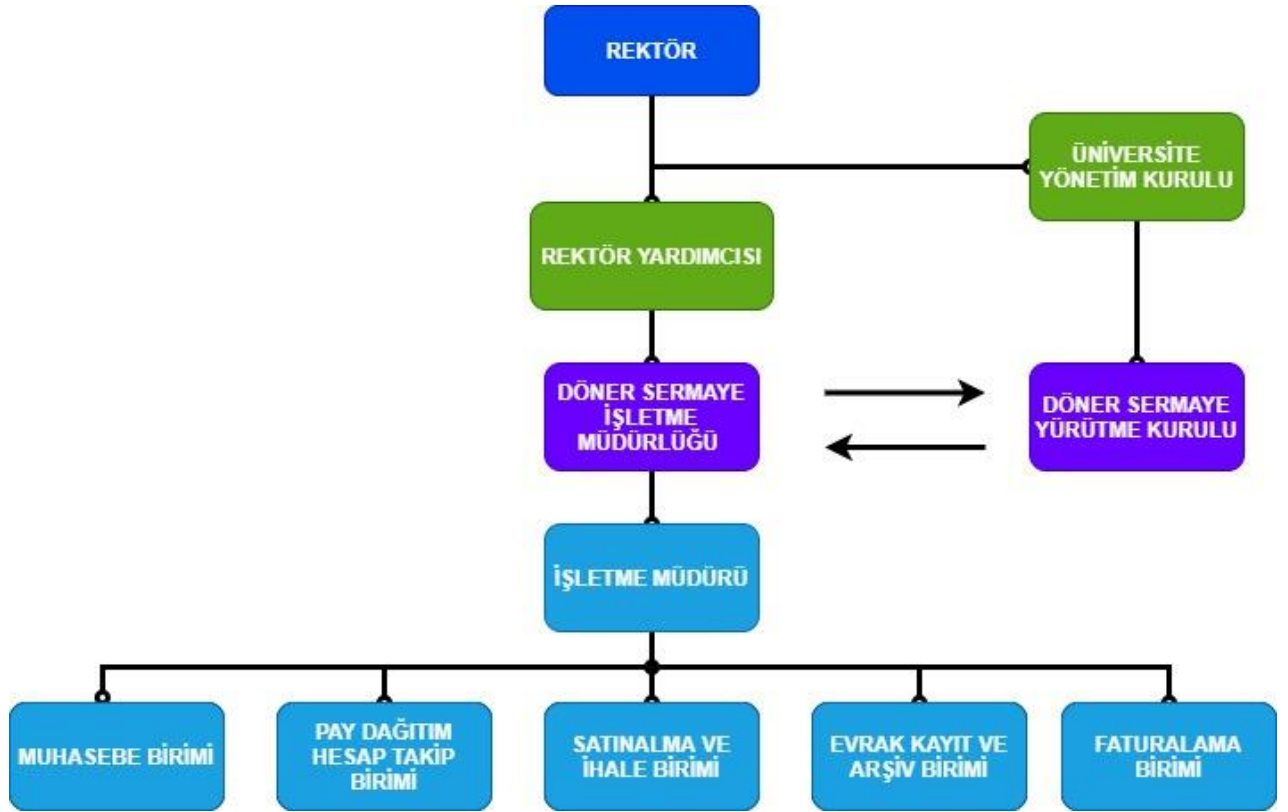 REKTÖR
ÜNİVERSİTE
YÖNETİM KURULU
REKTÖR YARDIMCISI
DÖNER SERMAYE
İŞLETME
MÜDÜRLÜĞÜ
DÖNER SERMAYE
YÜRÜTME KURULU
İŞLETME MÜDÜRÜ
MUHASEBE BİRİMİ
PAY DAĞITIM
HESAP TAKİP
BİRİMİ
SATINALMA VE
İHALE BİRİMİ
EVRAK KAYIT VE
ARŞİV BİRİMİ
FATURALAMA
BİRİMİ